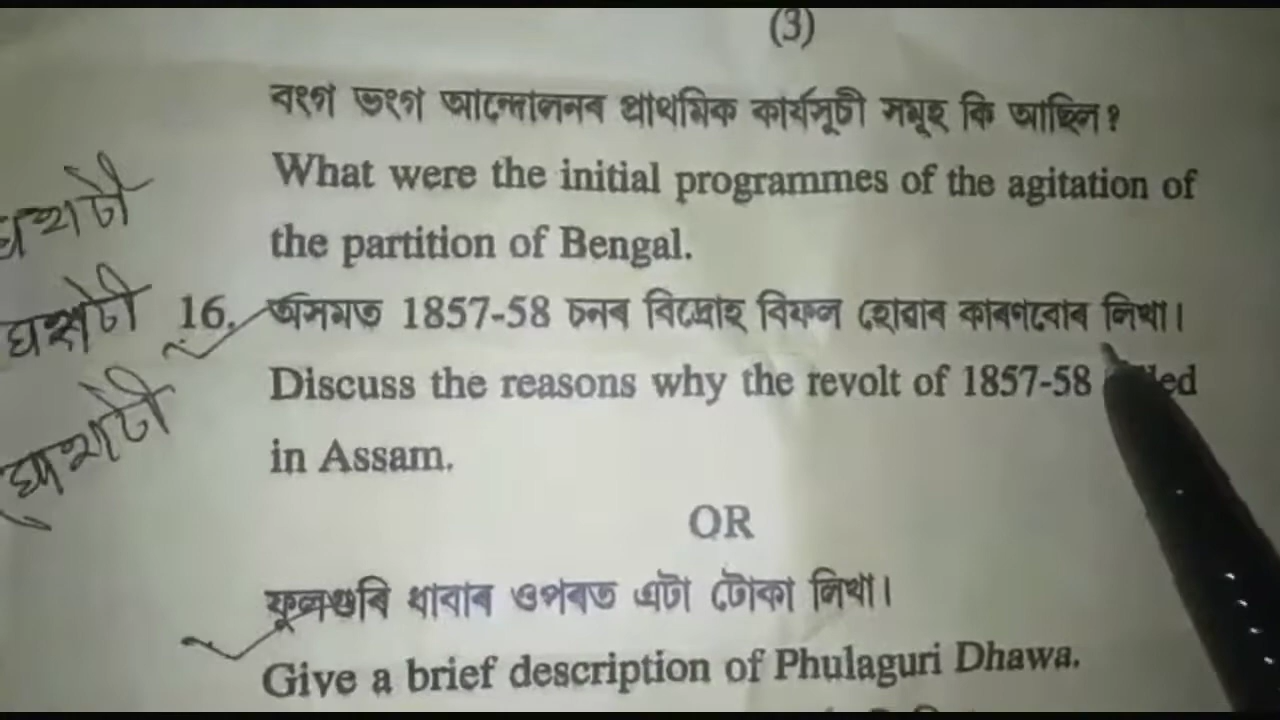 (3)
বংগ ভংগ আন্দোলনৰ প্ৰাথমিক কাৰ্যসূচী সমূহ কি আছিল?
What were the initial programmes of the agitation of
the partition of Bengal.
16. অসমত 1857-58 চনৰ বিদ্ৰোহ বিফল হোৱাৰ কাৰণবোৰ লিখা।
Discuss the reasons why the revolt of 1857-58
in Assam.
OR
ফুলগুৰি ধাৱাৰ ওপৰত এটা টোকা লিখা।
Give a brief description of Phulaguri Dhawa.